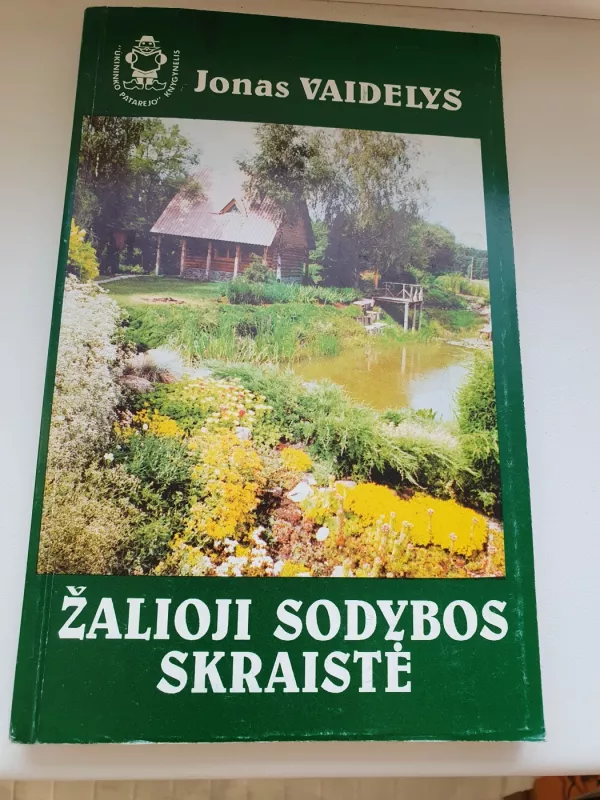 "ŪKININKO
PATARĖJO"
KNYGYNĖLIS
Jonas VAIDELYS
ŽALIOJI SODYBOS
SKRAISTĖ